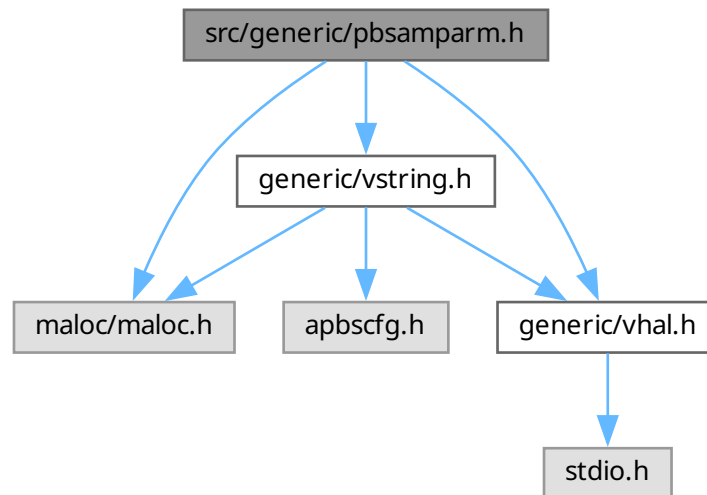 src/generic/pbsamparm.h
generic/vstring.h
maloc/maloc.h
apbscfg.h
generic/vhal.h
stdio.h